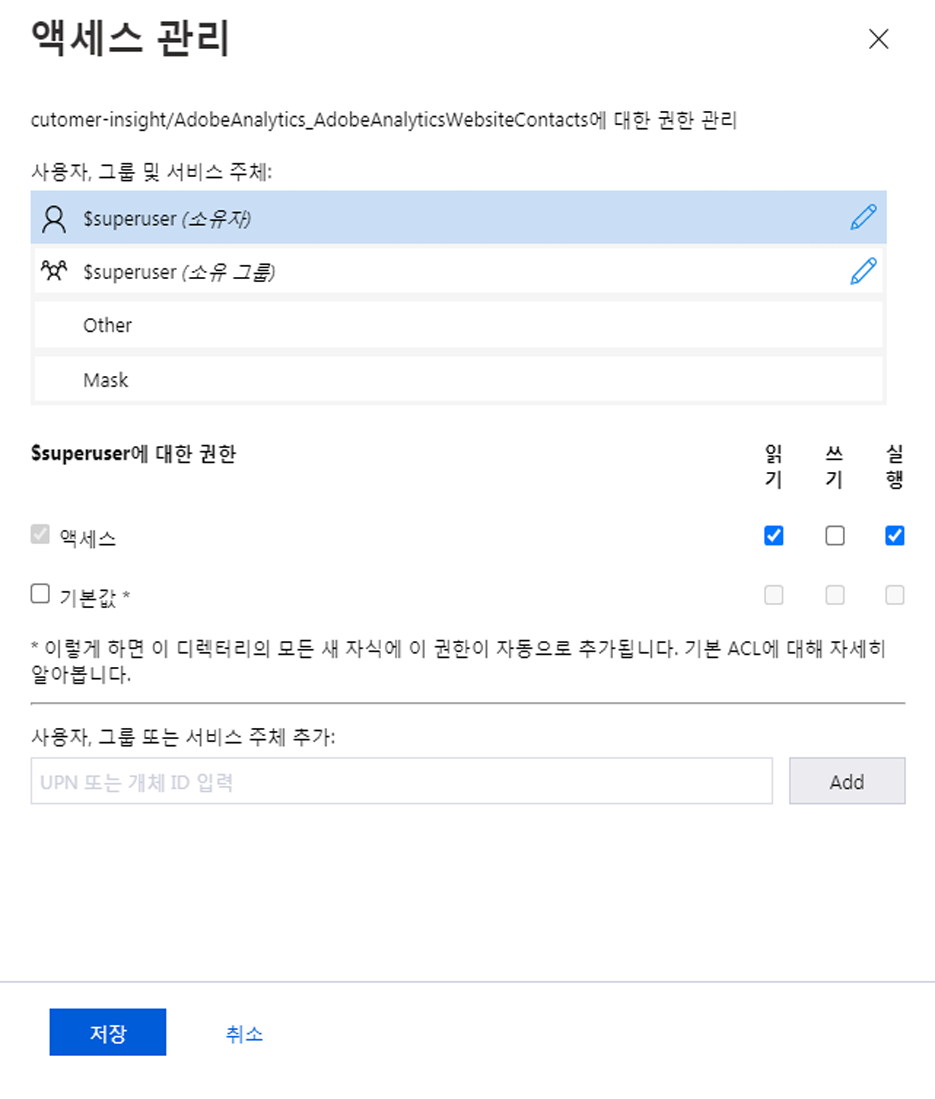 액세스 관리
cutomer-insight/AdobeAnalytics_AdobeAnalyticsWebsiteContacts에 대한 권한 관리
사용자, 그룹 및 서비스 주체:
$superuser (소유자)
$superuser (소유 그룹)
Other
Mask
$superuser에 대한 권한
읽기
쓰기
실행
액세스
기본값 *
* 이렇게 하면 이 디렉터리의 모든 새 자식에 이 권한이 자동으로 추가됩니다. 기본 ACL에 대해 자세히
알아봅니다.
사용자, 그룹 또는 서비스 주체 추가:
UPN 또는 개체 ID 입력
Add
저장
취소